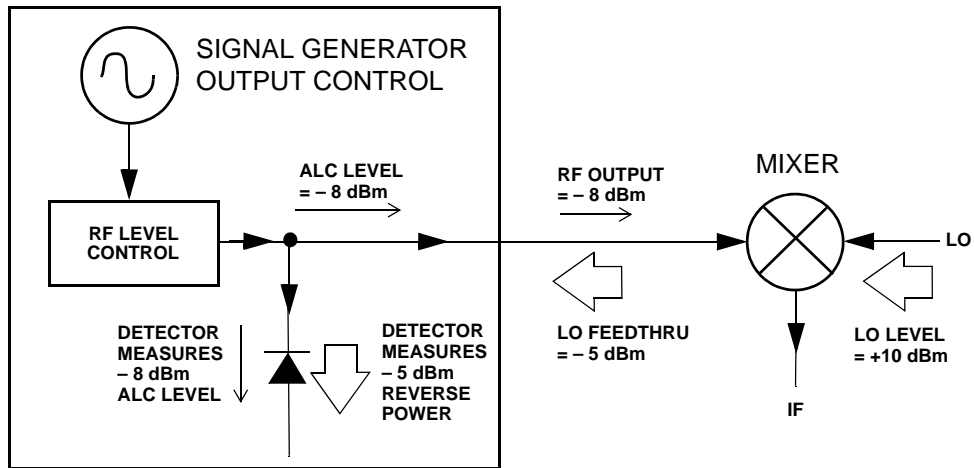 SIGNAL GENERATOR
OUTPUT CONTROL
ALC LEVEL
= – 8 dBm
RF OUTPUT
= – 8 dBm
MIXER
RF LEVEL
CONTROL
LO
DETECTOR
MEASURES
– 8 dBm
ALC LEVEL
DETECTOR
MEASURES
– 5 dBm
REVERSE
POWER
LO FEEDTHRU
= – 5 dBm
LO LEVEL
= +10 dBm
IF